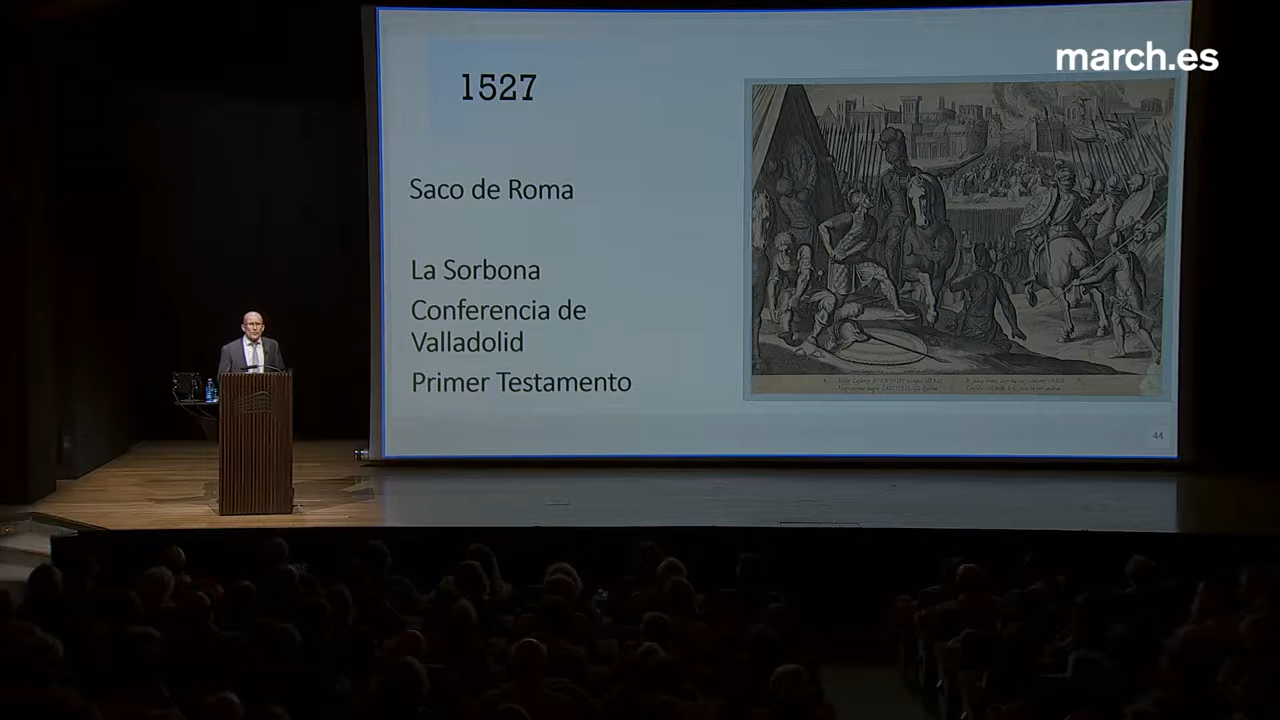 march.es
1527
Saco de Roma
La Sorbona
Conferencia de
Valladolid
Primer Testamento
44